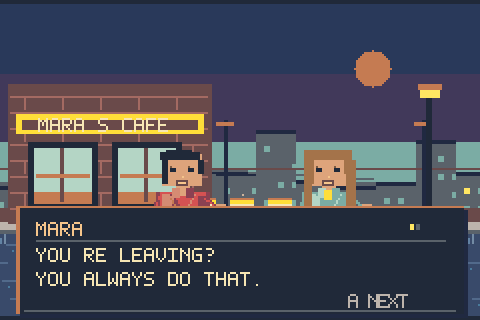 MARA S CAFE
MARA
YOU RE LEAVING?
YOU ALWAYS DO THAT.
A NEXT